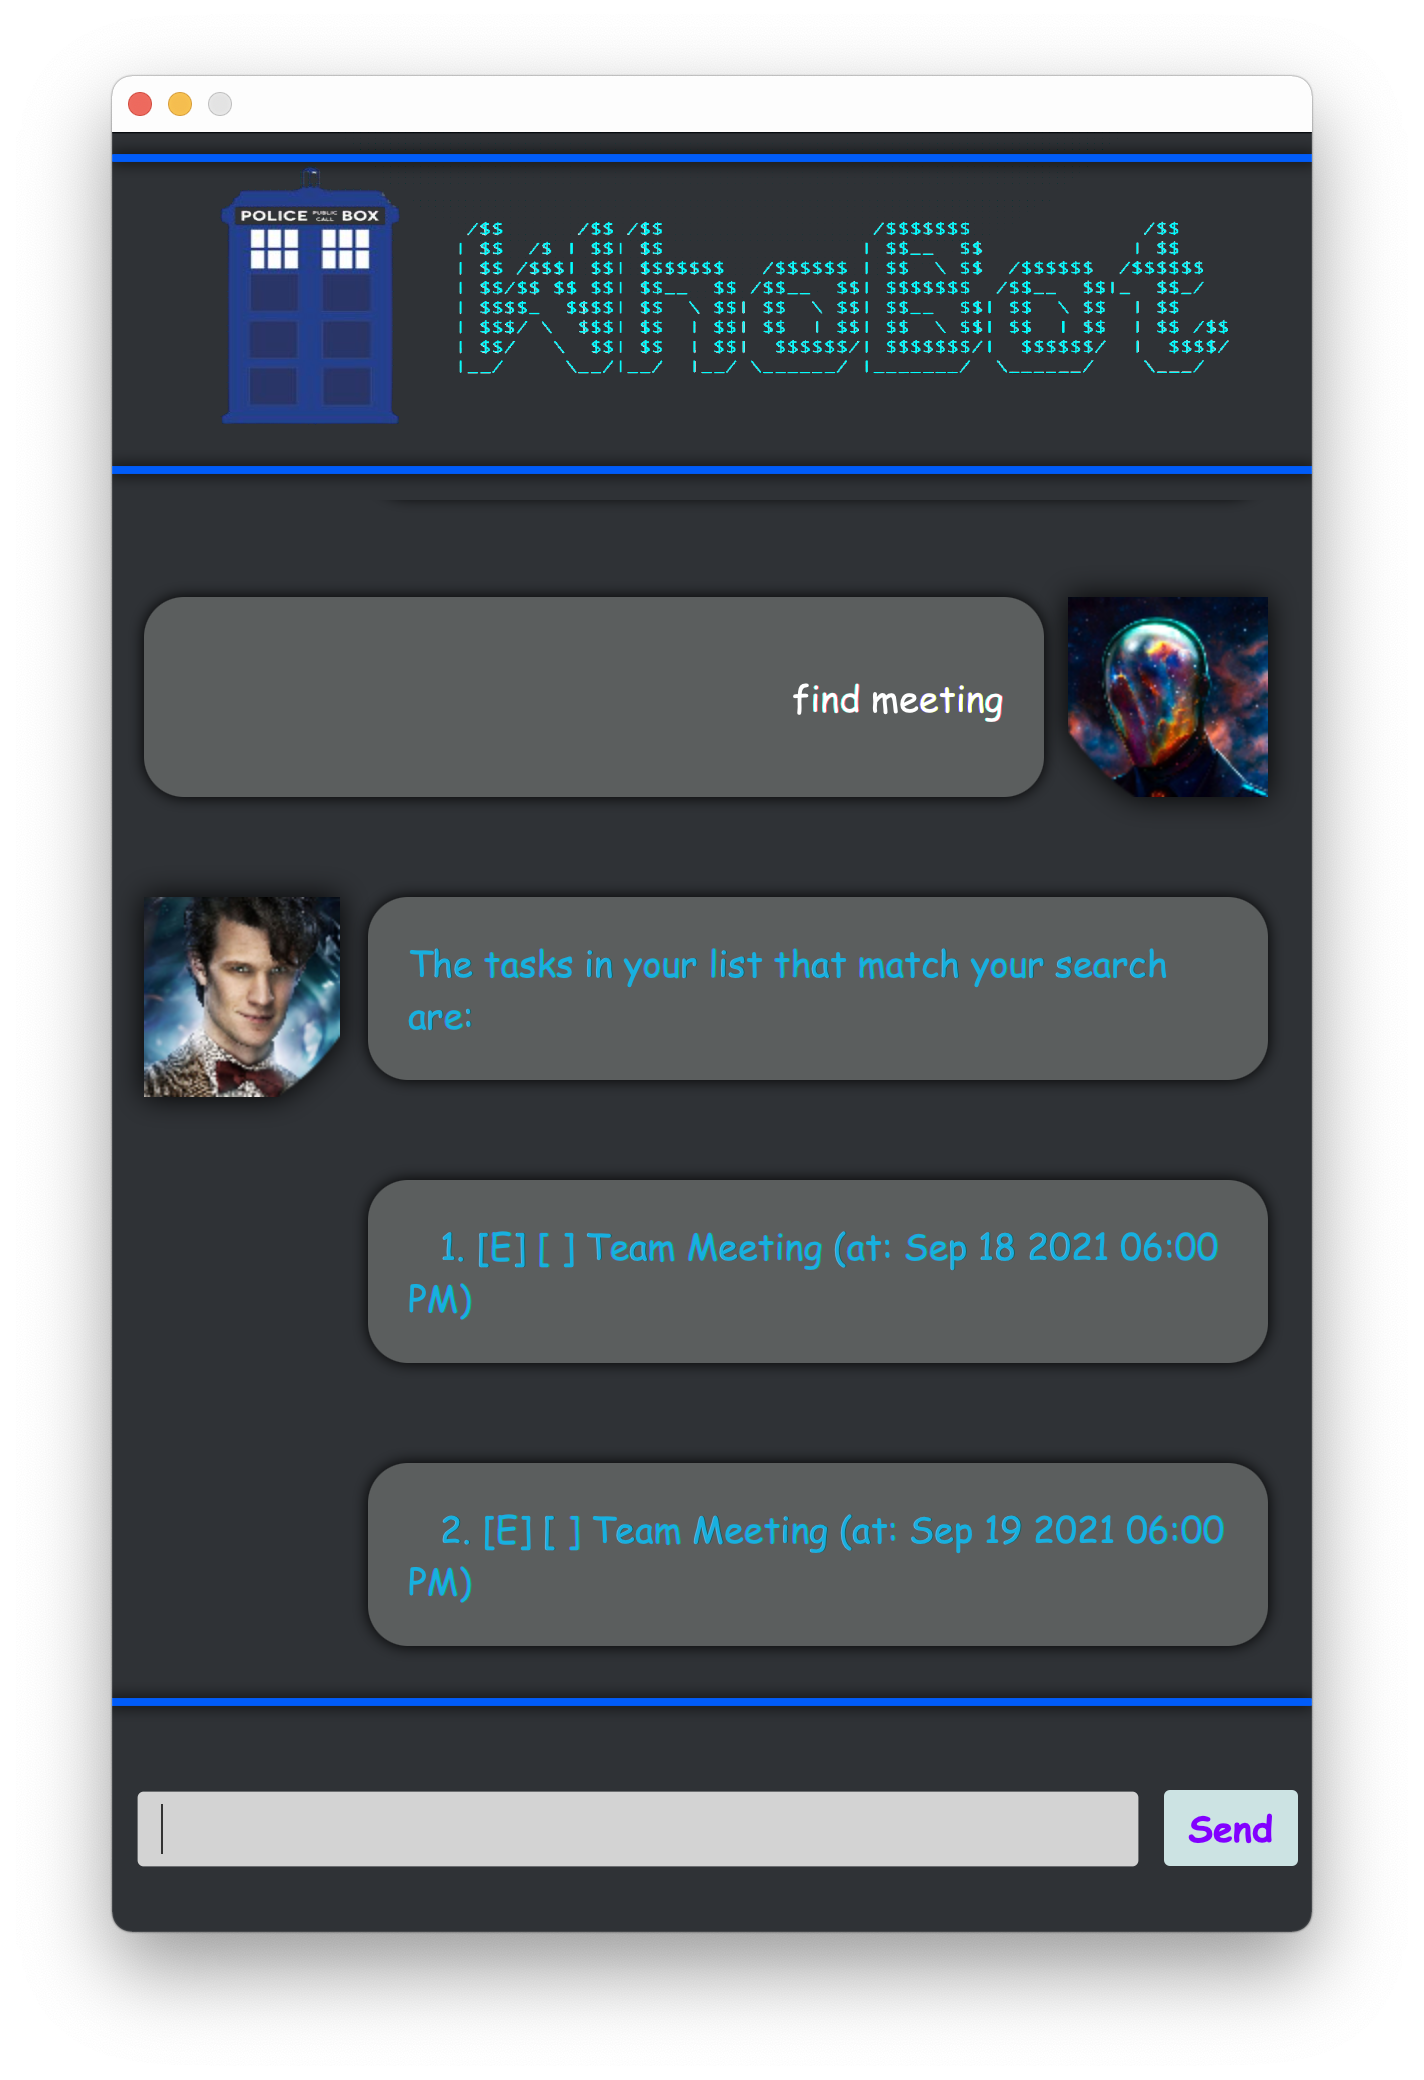 POLICE PUBLIC CALL BOX
WhoBot
find meeting
The tasks in your list that match your search
are:
1. [E] [ ] Team Meeting (at: Sep 18 2021 06:00
PM)
2. [E] [ ] Team Meeting (at: Sep 19 2021 06:00
PM)
Send